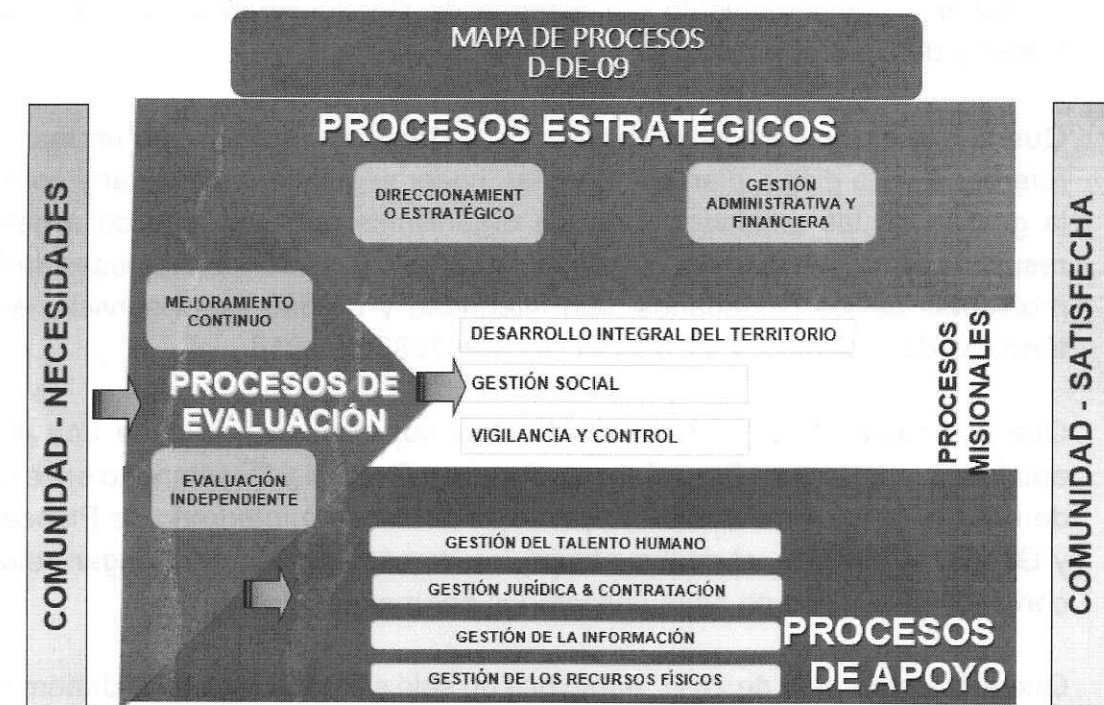 MAPA DE PROCESOS
D-DE-09
PROCESOS ESTRATÉGICOS
DIRECCIONAMIENT
O ESTRATÉGICO
GESTIÓN
ADMINISTRATIVA Y
FINANCIERA
COMUNIDAD - NECESIDADES
MEJORAMIENTO
CONTINUO
PROCESOS DE
EVALUACIÓN
EVALUACIÓN
INDEPENDIENTE
DESARROLLO INTEGRAL DEL TERRITORIO
GESTIÓN SOCIAL
VIGILANCIA Y CONTROL
PROCESOS
MISIONALES
GESTIÓN DEL TALENTO HUMANO
GESTIÓN JURÍDICA & CONTRATACIÓN
GESTIÓN DE LA INFORMACIÓN
GESTIÓN DE LOS RECURSOS FÍSICOS
PROCESOS
DE APOYO
COMUNIDAD - SATISFECHA